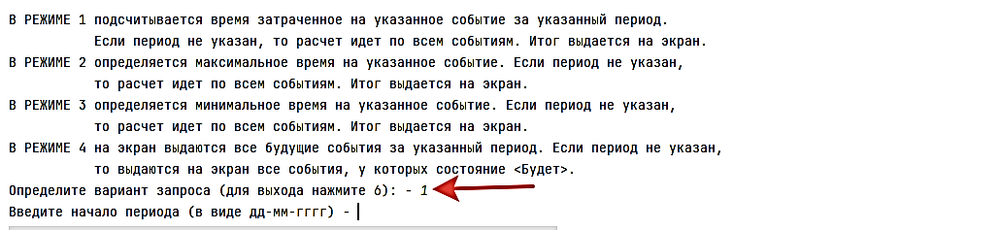 В РЕЖИМЕ 1 подсчитывается время затраченное на указанное событие за указанный период.
Если период не указан, то расчет идет по всем событиям. Итог выдается на экран.
В РЕЖИМЕ 2 определяется максимальное время на указанное событие. Если период не указан,
то расчет идет по всем событиям. Итог выдается на экран.
В РЕЖИМЕ 3 определяется минимальное время на указанное событие. Если период не указан,
то расчет идет по всем событиям. Итог выдается на экран.
В РЕЖИМЕ 4 на экран выдаются все будущие события за указанный период. Если период не указан,
то выдаются на экран все события, у которых состояние <Будет>.
Определите вариант запроса (для выхода нажмите 6): - 1
Введите начало периода (в виде дд-мм-гггг) -